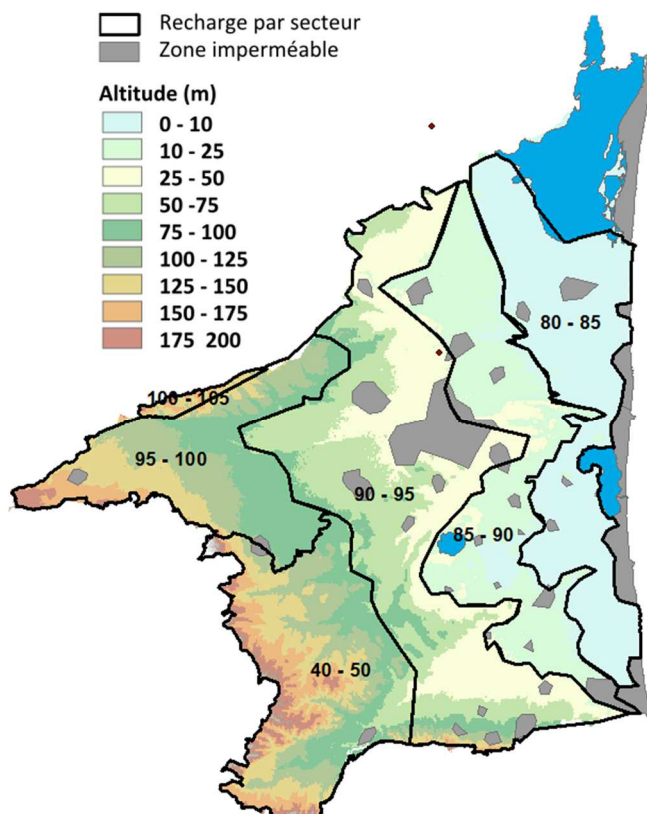 Recharge par secteur
Zone imperméable
Altitude (m)
0 - 10
10 - 25
25 - 50
50 -75
75 - 100
100 - 125
125 - 150
150 - 175
175 200
80 - 85
100 - 105
95 - 100
90 - 95
85 - 90
40 - 50